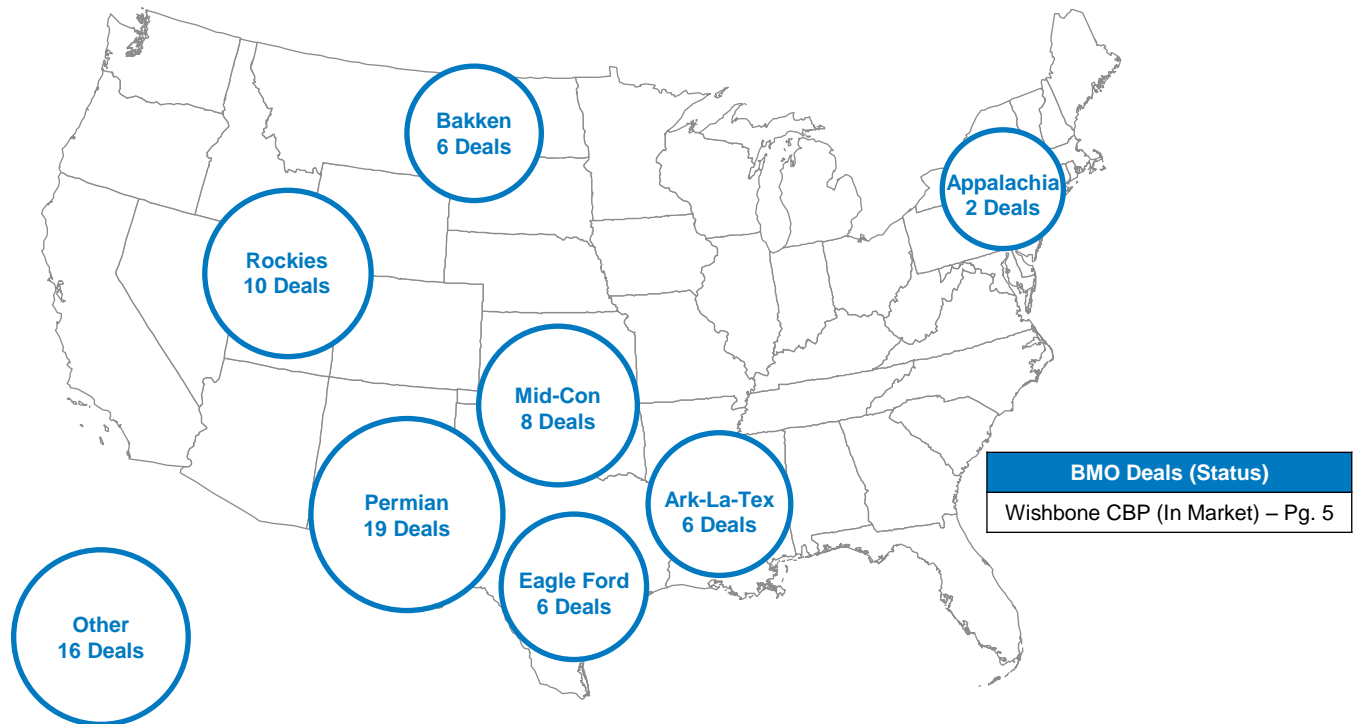 Bakken
6 Deals
Appalachia
2 Deals
Rockies
10 Deals
Mid-Con
8 Deals
Permian
19 Deals
Ark-La-Tex
6 Deals
BMO Deals (Status)
Wishbone CBP (In Market) – Pg. 5
Eagle Ford
6 Deals
Other
16 Deals